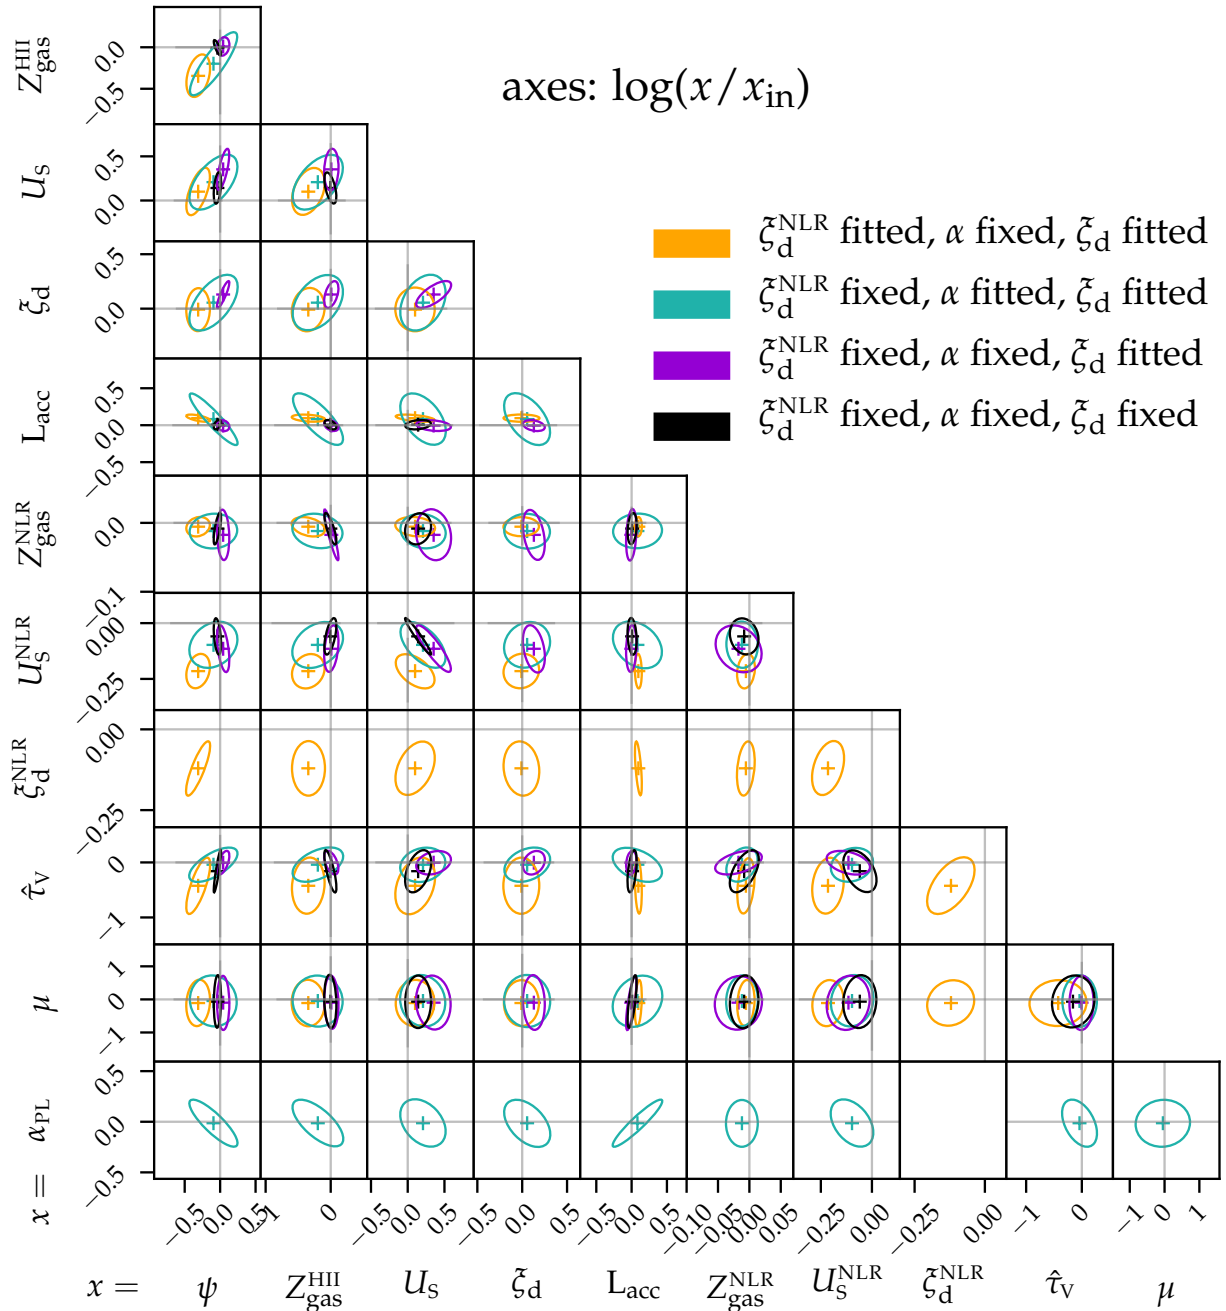 axes: log(x/x_in)
ξ_d^NLR fitted, α fixed, ξ_d fitted
ξ_d^NLR fixed, α fitted, ξ_d fitted
ξ_d^NLR fixed, α fixed, ξ_d fitted
ξ_d^NLR fixed, α fixed, ξ_d fixed
Z_gas^HII
0.0
−0.5
U_S
0.5
0.0
ξ_d
0.5
0.0
L_acc
0.5
0.0
−0.5
Z_gas^NLR
0.0
−0.1
U_S^NLR
0.00
−0.25
ξ_d^NLR
0.00
−0.25
τ̂_V
0
−1
μ
1
0
−1
x = α_PL
0.5
0.0
−0.5
−0.5 0.0 0.5 −1 0 −0.5 0.0 0.5 −0.5 0.0 0.5 −0.5 0.0 0.5 −0.10 −0.05 0.00 0.05 −0.25 0.00 −0.25 0.00 −1 0 −1 0 1
x = ψ Z_gas^HII U_S ξ_d L_acc Z_gas^NLR U_S^NLR ξ_d^NLR τ̂_V μ